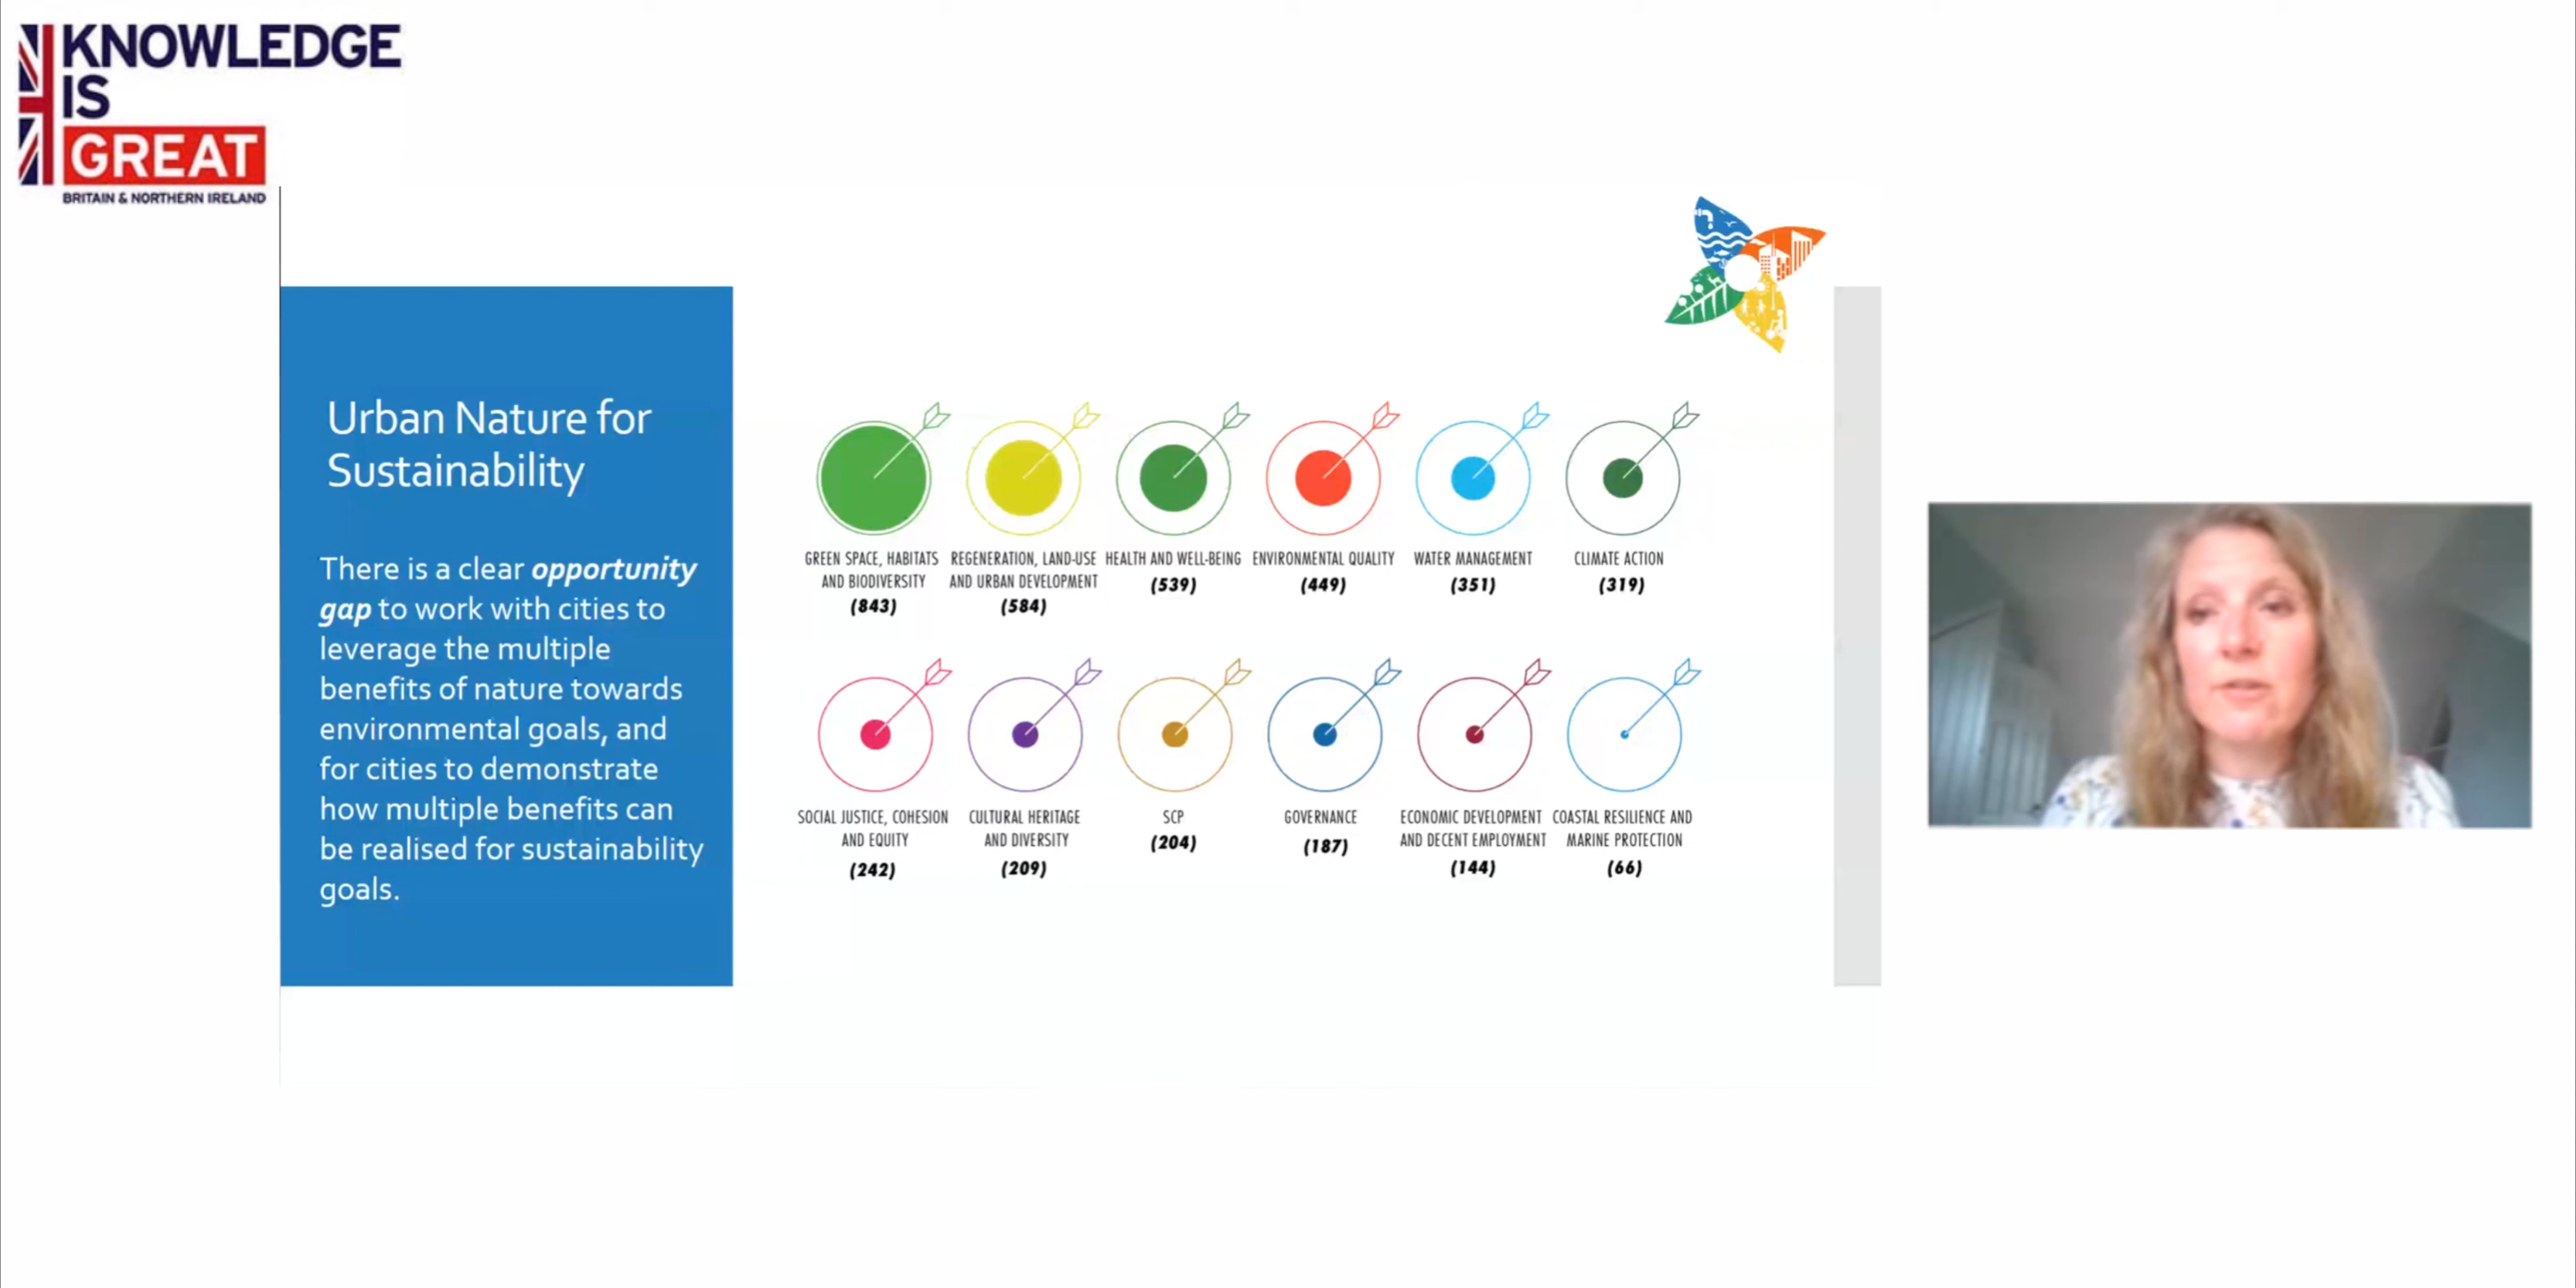 KNOWLEDGE
IS
GREAT
BRITAIN & NORTHERN IRELAND
Urban Nature for
Sustainability
There is a clear opportunity
gap to work with cities to
leverage the multiple
benefits of nature towards
environmental goals, and
for cities to demonstrate
how multiple benefits can
be realised for sustainability
goals.
GREEN SPACE, HABITATS
AND BIODIVERSITY
(843)
REGENERATION, LAND-USE
AND URBAN DEVELOPMENT
(584)
HEALTH AND WELL-BEING
(539)
ENVIRONMENTAL QUALITY
(449)
WATER MANAGEMENT
(351)
CLIMATE ACTION
(319)
SOCIAL JUSTICE, COHESION
AND EQUITY
(242)
CULTURAL HERITAGE
AND DIVERSITY
(209)
SCP
(204)
GOVERNANCE
(187)
ECONOMIC DEVELOPMENT
AND DECENT EMPLOYMENT
(144)
COASTAL RESILIENCE AND
MARINE PROTECTION
(66)